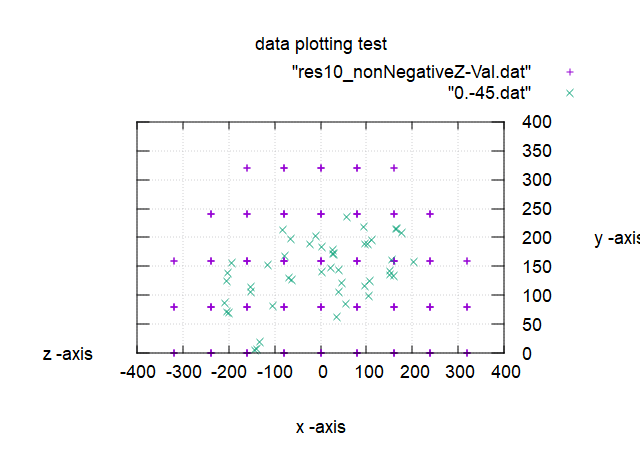 data plotting test
"res10_nonNegativeZ-Val.dat"
"0.-45.dat"
400
350
300
250
200
y -axis
150
100
50
0
z -axis
-400 -300 -200 -100 0 100 200 300 400
x -axis